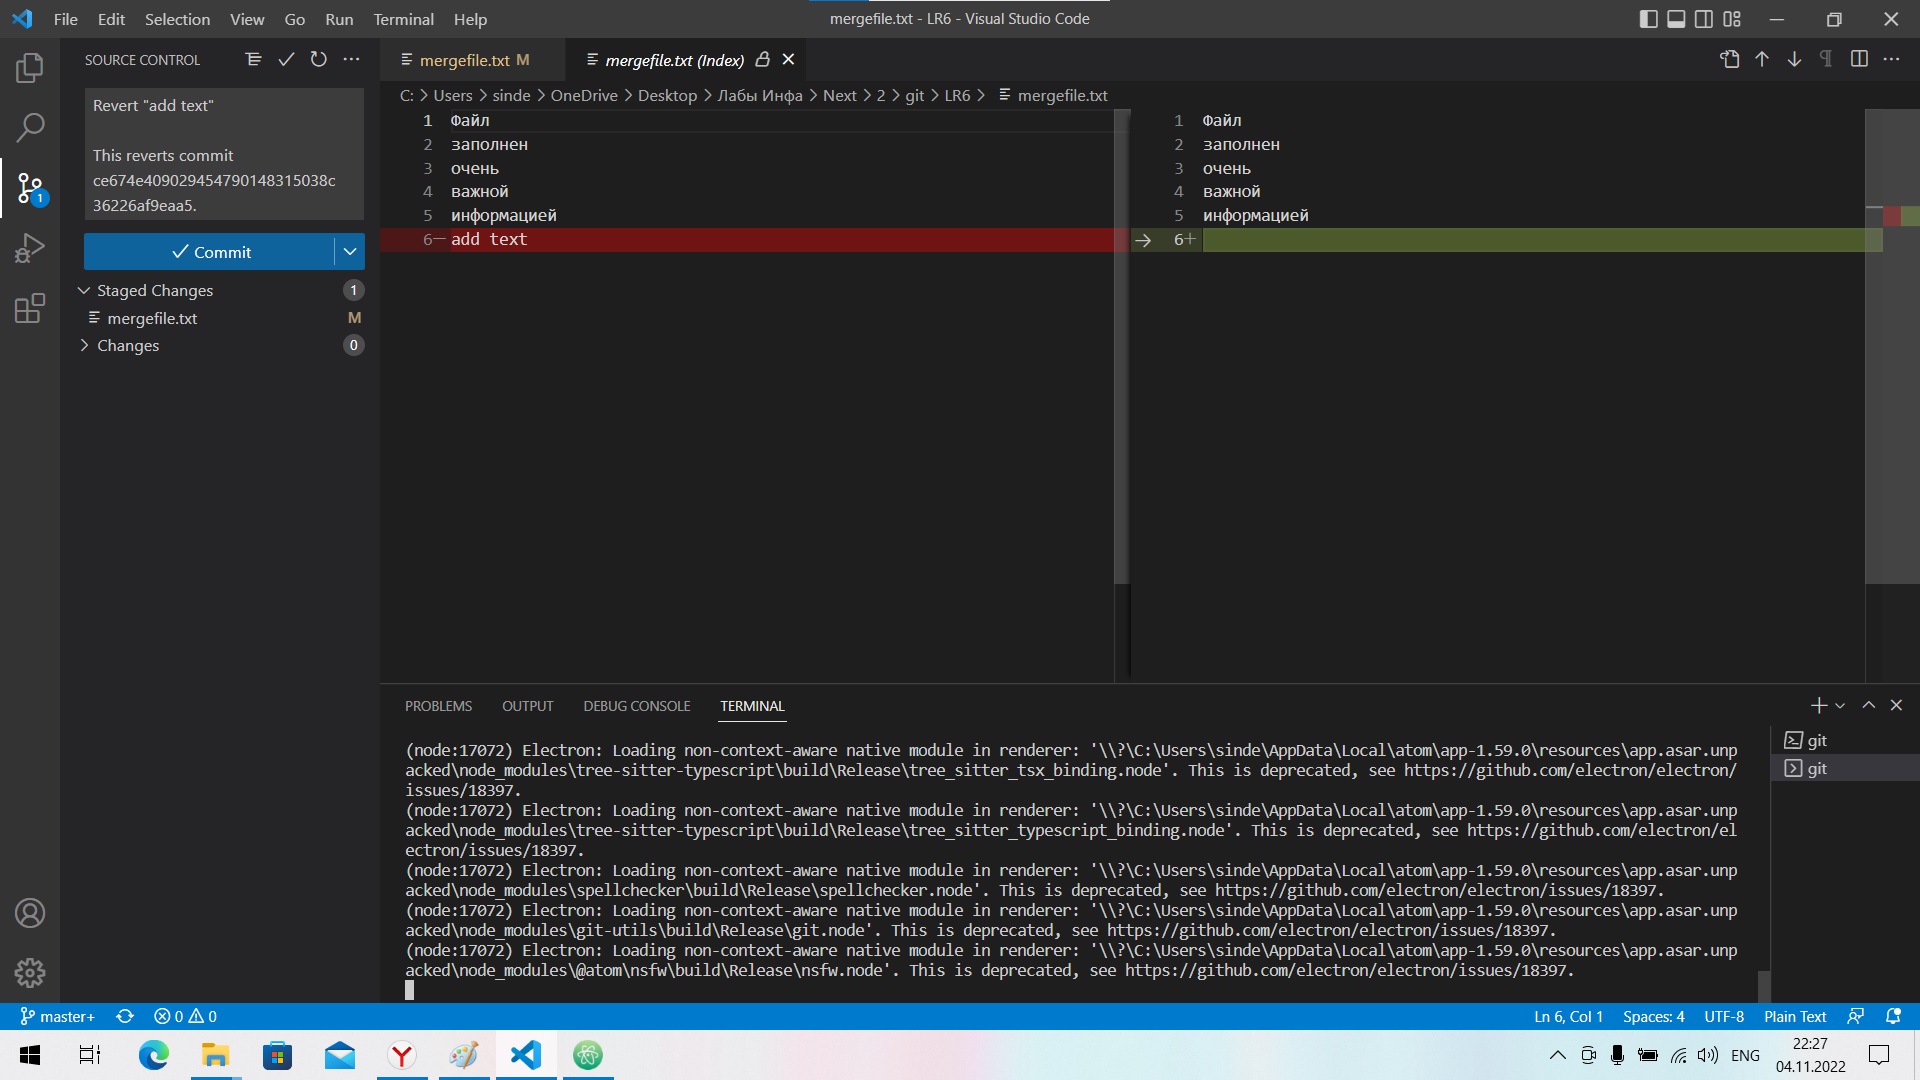 File Edit Selection View Go Run Terminal Help
mergefile.txt - LR6 - Visual Studio Code
SOURCE CONTROL
Revert "add text"
This reverts commit
ce674e409029454790148315038c
36226af9eaa5.
Commit
Staged Changes 1
mergefile.txt M
Changes 0
mergefile.txt M
mergefile.txt (Index)
C: > Users > sinde > OneDrive > Desktop > Лабы Инфа > Next > 2 > git > LR6 > mergefile.txt
1 Файл
2 заполнен
3 очень
4 важной
5 информацией
6— add text
1 Файл
2 заполнен
3 очень
4 важной
5 информацией
6+
PROBLEMS OUTPUT DEBUG CONSOLE TERMINAL
(node:17072) Electron: Loading non-context-aware native module in renderer: '\\?\C:\Users\sinde\AppData\Local\atom\app-1.59.0\resources\app.asar.unp
acked\node_modules\tree-sitter-typescript\build\Release\tree_sitter_tsx_binding.node'. This is deprecated, see https://github.com/electron/electron/
issues/18397.
(node:17072) Electron: Loading non-context-aware native module in renderer: '\\?\C:\Users\sinde\AppData\Local\atom\app-1.59.0\resources\app.asar.unp
acked\node_modules\tree-sitter-typescript\build\Release\tree_sitter_typescript_binding.node'. This is deprecated, see https://github.com/electron/el
ectron/issues/18397.
(node:17072) Electron: Loading non-context-aware native module in renderer: '\\?\C:\Users\sinde\AppData\Local\atom\app-1.59.0\resources\app.asar.unp
acked\node_modules\spellchecker\build\Release\spellchecker.node'. This is deprecated, see https://github.com/electron/electron/issues/18397.
(node:17072) Electron: Loading non-context-aware native module in renderer: '\\?\C:\Users\sinde\AppData\Local\atom\app-1.59.0\resources\app.asar.unp
acked\node_modules\git-utils\build\Release\git.node'. This is deprecated, see https://github.com/electron/electron/issues/18397.
(node:17072) Electron: Loading non-context-aware native module in renderer: '\\?\C:\Users\sinde\AppData\Local\atom\app-1.59.0\resources\app.asar.unp
acked\node_modules\@atom\nsfw\build\Release\nsfw.node'. This is deprecated, see https://github.com/electron/electron/issues/18397.
git
git
master+ 0 0
Ln 6, Col 1 Spaces: 4 UTF-8 Plain Text
ENG
22:27
04.11.2022